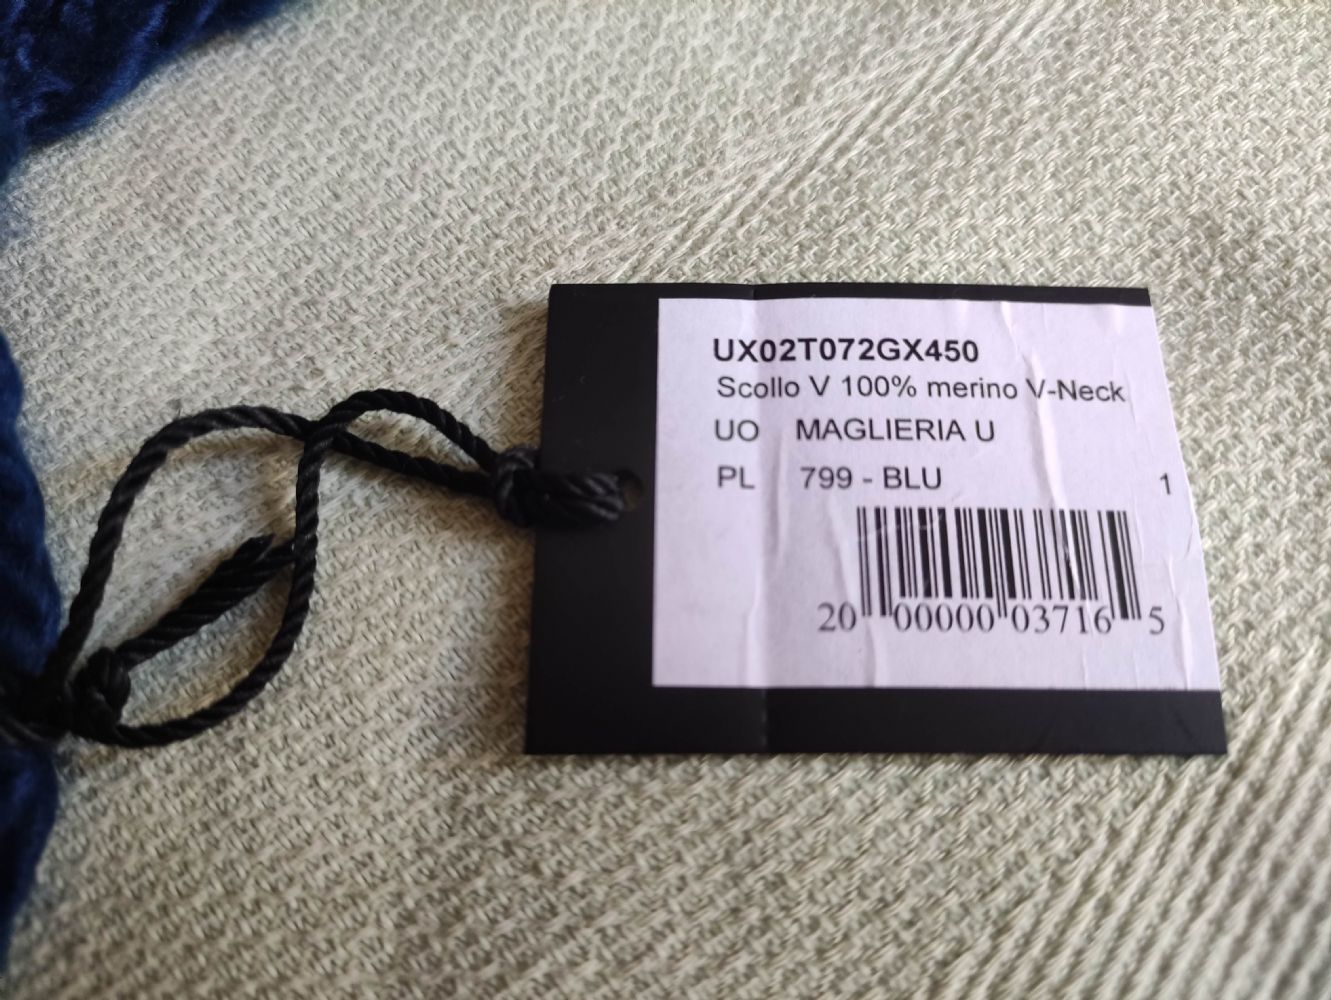 UX02T072GX450
Scollo V 100% merino V-Neck
UO MAGLIERIA U
PL 799 - BLU 1
20 00000 03716 5